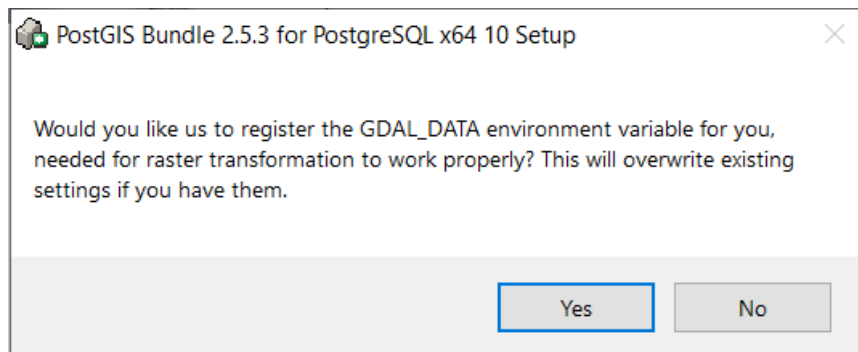 PostGIS Bundle 2.5.3 for PostgreSQL x64 10 Setup
Would you like us to register the GDAL_DATA environment variable for you,
needed for raster transformation to work properly? This will overwrite existing
settings if you have them.
Yes
No